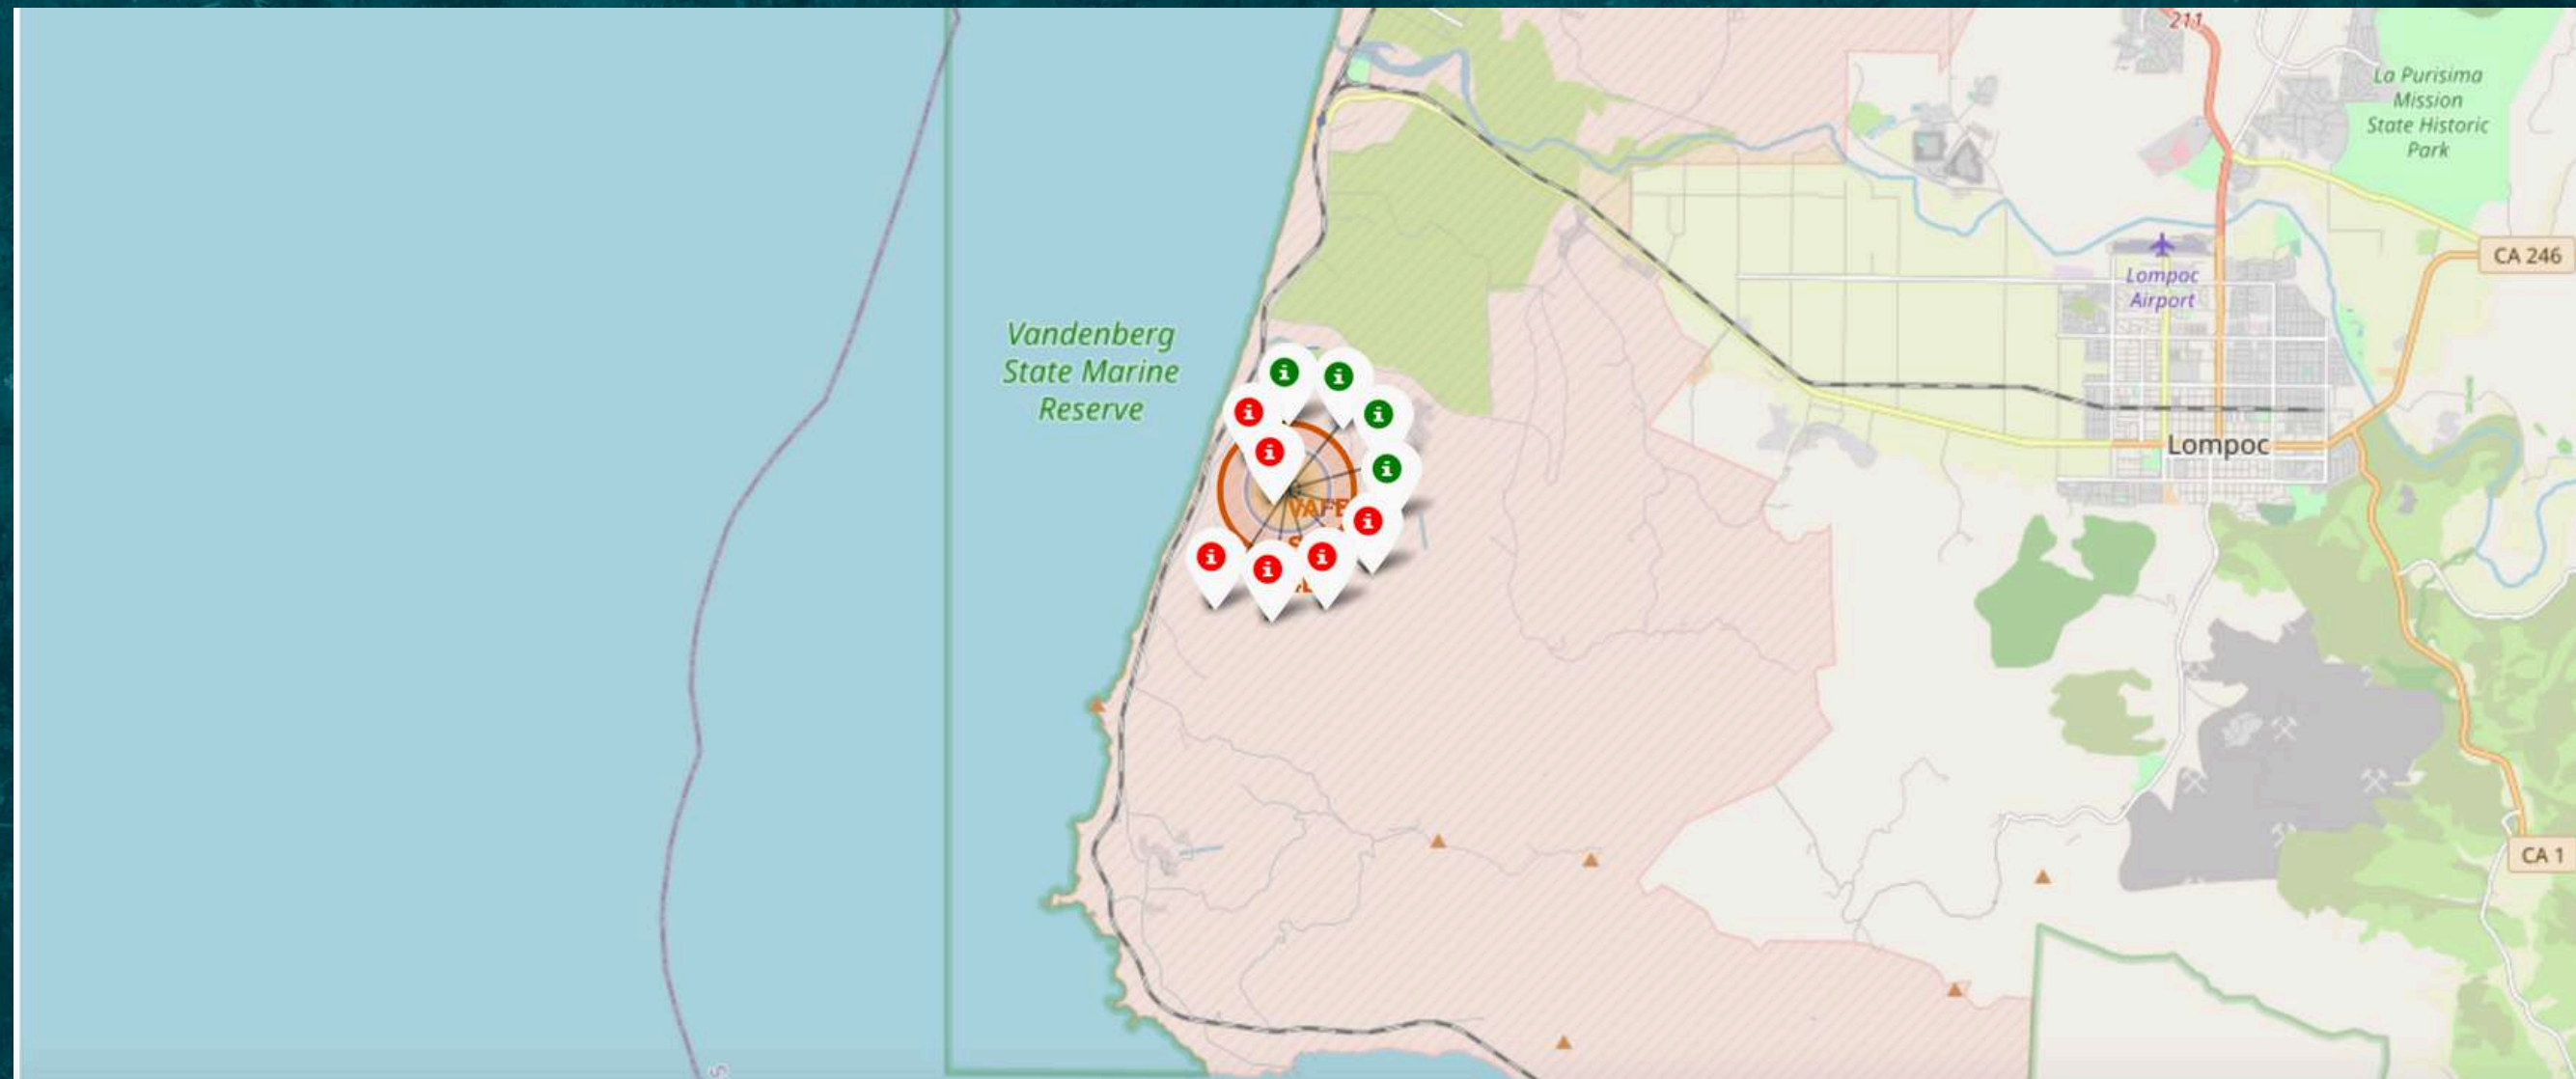 211
La Purisima
Mission
State Historic
Park
CA 246
Lompoc
Airport
Vandenberg
State Marine
Reserve
i
i
i
i
i
i
i
i
i
i
Lompoc
CA 1